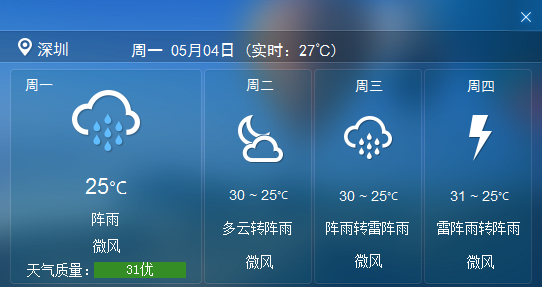 深圳 周一 05月04日 (实时：27℃)
周一
25℃
阵雨
微风
天气质量： 31优
周二
30 ~ 25℃
多云转阵雨
微风
周三
30 ~ 25℃
阵雨转雷阵雨
微风
周四
31 ~ 25℃
雷阵雨转阵雨
微风